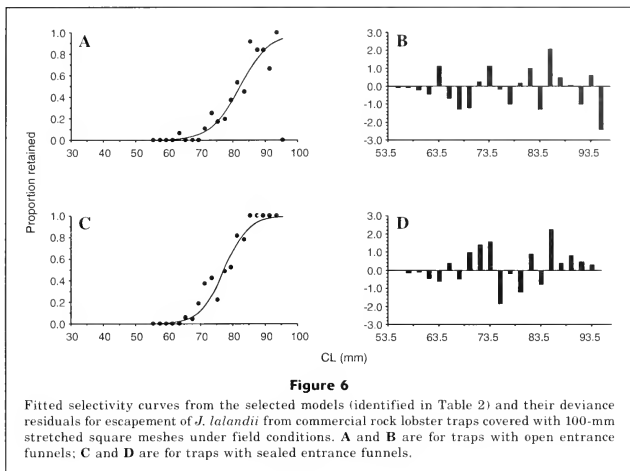 A
1.0
0.8
0.6
0.4
0.2
0.0
30 40 50 60 70 80 90 100
B
3.0
2.0
1.0
0.0
-1.0
-2.0
-3.0
53.5 63.5 73.5 83.5 93.5
Proportion retained
C
1.0
0.8
0.6
0.4
0.2
0.0
30 40 50 60 70 80 90 100
D
3.0
2.0
1.0
0.0
-1.0
-2.0
-3.0
53.5 63.5 73.5 83.5 93.5
CL (mm)
Figure 6
Fitted selectivity curves from the selected models (identified in Table 2) and their deviance
residuals for escapement of J. lalandii from commercial rock lobster traps covered with 100-mm
stretched square meshes under field conditions. A and B are for traps with open entrance
funnels; C and D are for traps with sealed entrance funnels.